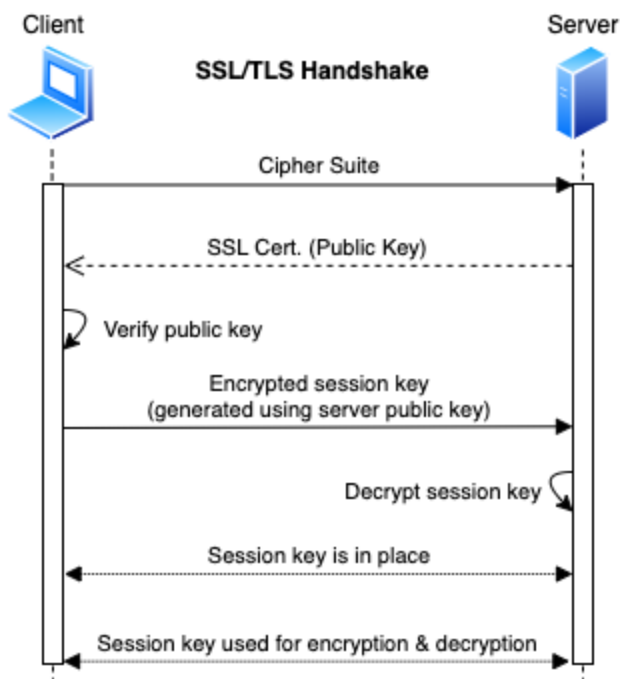 Client
Server
SSL/TLS Handshake
Cipher Suite
SSL Cert. (Public Key)
Verify public key
Encrypted session key
(generated using server public key)
Decrypt session key
Session key is in place
Session key used for encryption & decryption